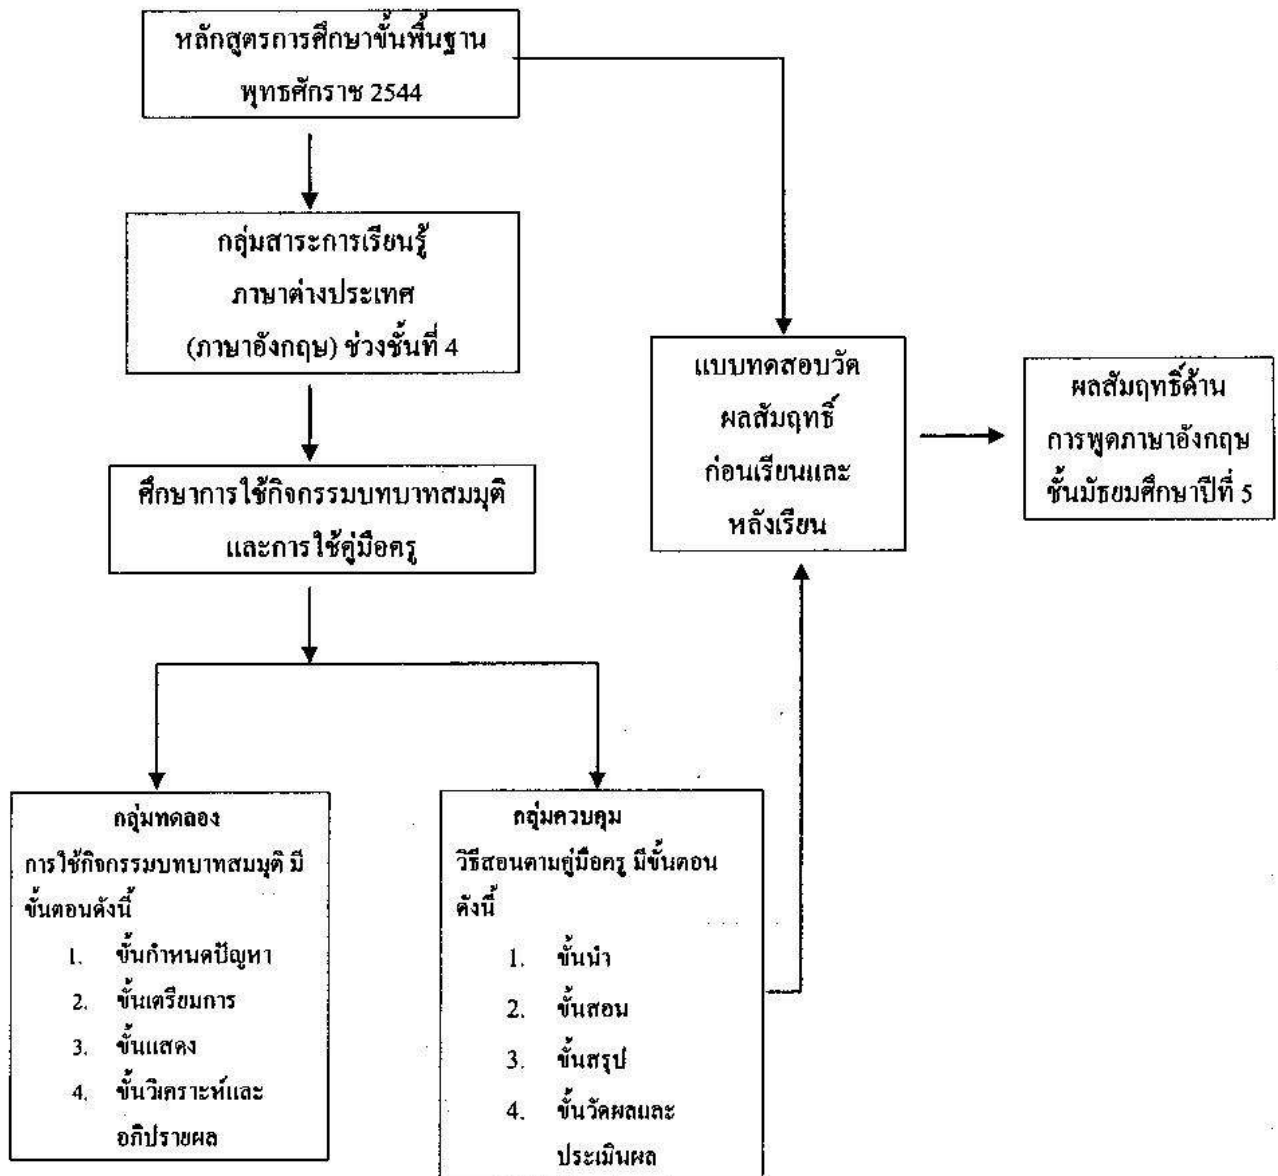 หลักสูตรการศึกษาขั้นพื้นฐาน
พุทธศักราช 2544
กลุ่มสาระการเรียนรู้
ภาษาต่างประเทศ
(ภาษาอังกฤษ) ช่วงชั้นที่ 4
ศึกษาการใช้กิจกรรมบทบาทสมมุติ
และการใช้คู่มือครู
แบบทดสอบวัด
ผลสัมฤทธิ์
ก่อนเรียนและ
หลังเรียน
ผลสัมฤทธิ์ด้าน
การพูดภาษาอังกฤษ
ชั้นมัธยมศึกษาปีที่ 5
กลุ่มทดลอง
การใช้กิจกรรมบทบาทสมมุติ มี
ขั้นตอนดังนี้
1. ขั้นกำหนดปัญหา
2. ขั้นเตรียมการ
3. ขั้นแสดง
4. ขั้นวิเคราะห์และ
อภิปรายผล
กลุ่มควบคุม
วิธีสอนตามคู่มือครู มีขั้นตอน
ดังนี้
1. ขั้นนำ
2. ขั้นสอน
3. ขั้นสรุป
4. ขั้นวัดผลและ
ประเมินผล